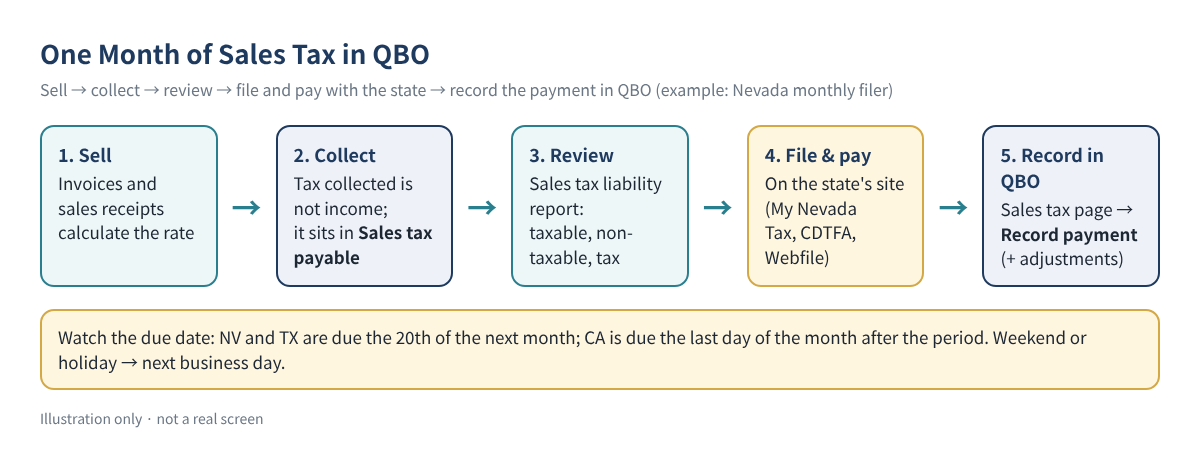 One Month of Sales Tax in QBO
Sell → collect → review → file and pay with the state → record the payment in QBO (example: Nevada monthly filer)
1. Sell
Invoices and
sales receipts
calculate the rate
→
2. Collect
Tax collected is
not income;
it sits in Sales tax
payable
→
3. Review
Sales tax liability
report:
taxable, non-
taxable, tax
→
4. File & pay
On the state's site
(My Nevada
Tax, CDTFA,
Webfile)
→
5. Record in
QBO
Sales tax page →
Record payment
(+ adjustments)
Watch the due date: NV and TX are due the 20th of the next month; CA is due the last day of the month after the period. Weekend or
holiday → next business day.
Illustration only · not a real screen